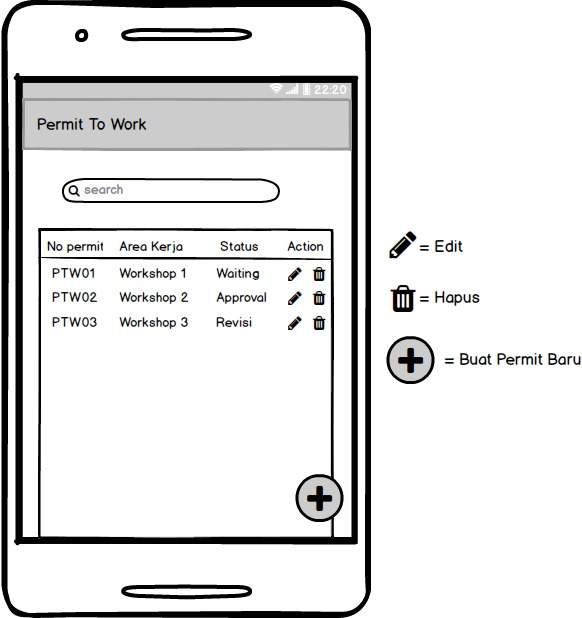 22:20
Permit To Work
search
No permit Area Kerja Status Action
PTW01 Workshop 1 Waiting
PTW02 Workshop 2 Approval
PTW03 Workshop 3 Revisi
= Edit
= Hapus
= Buat Permit Baru